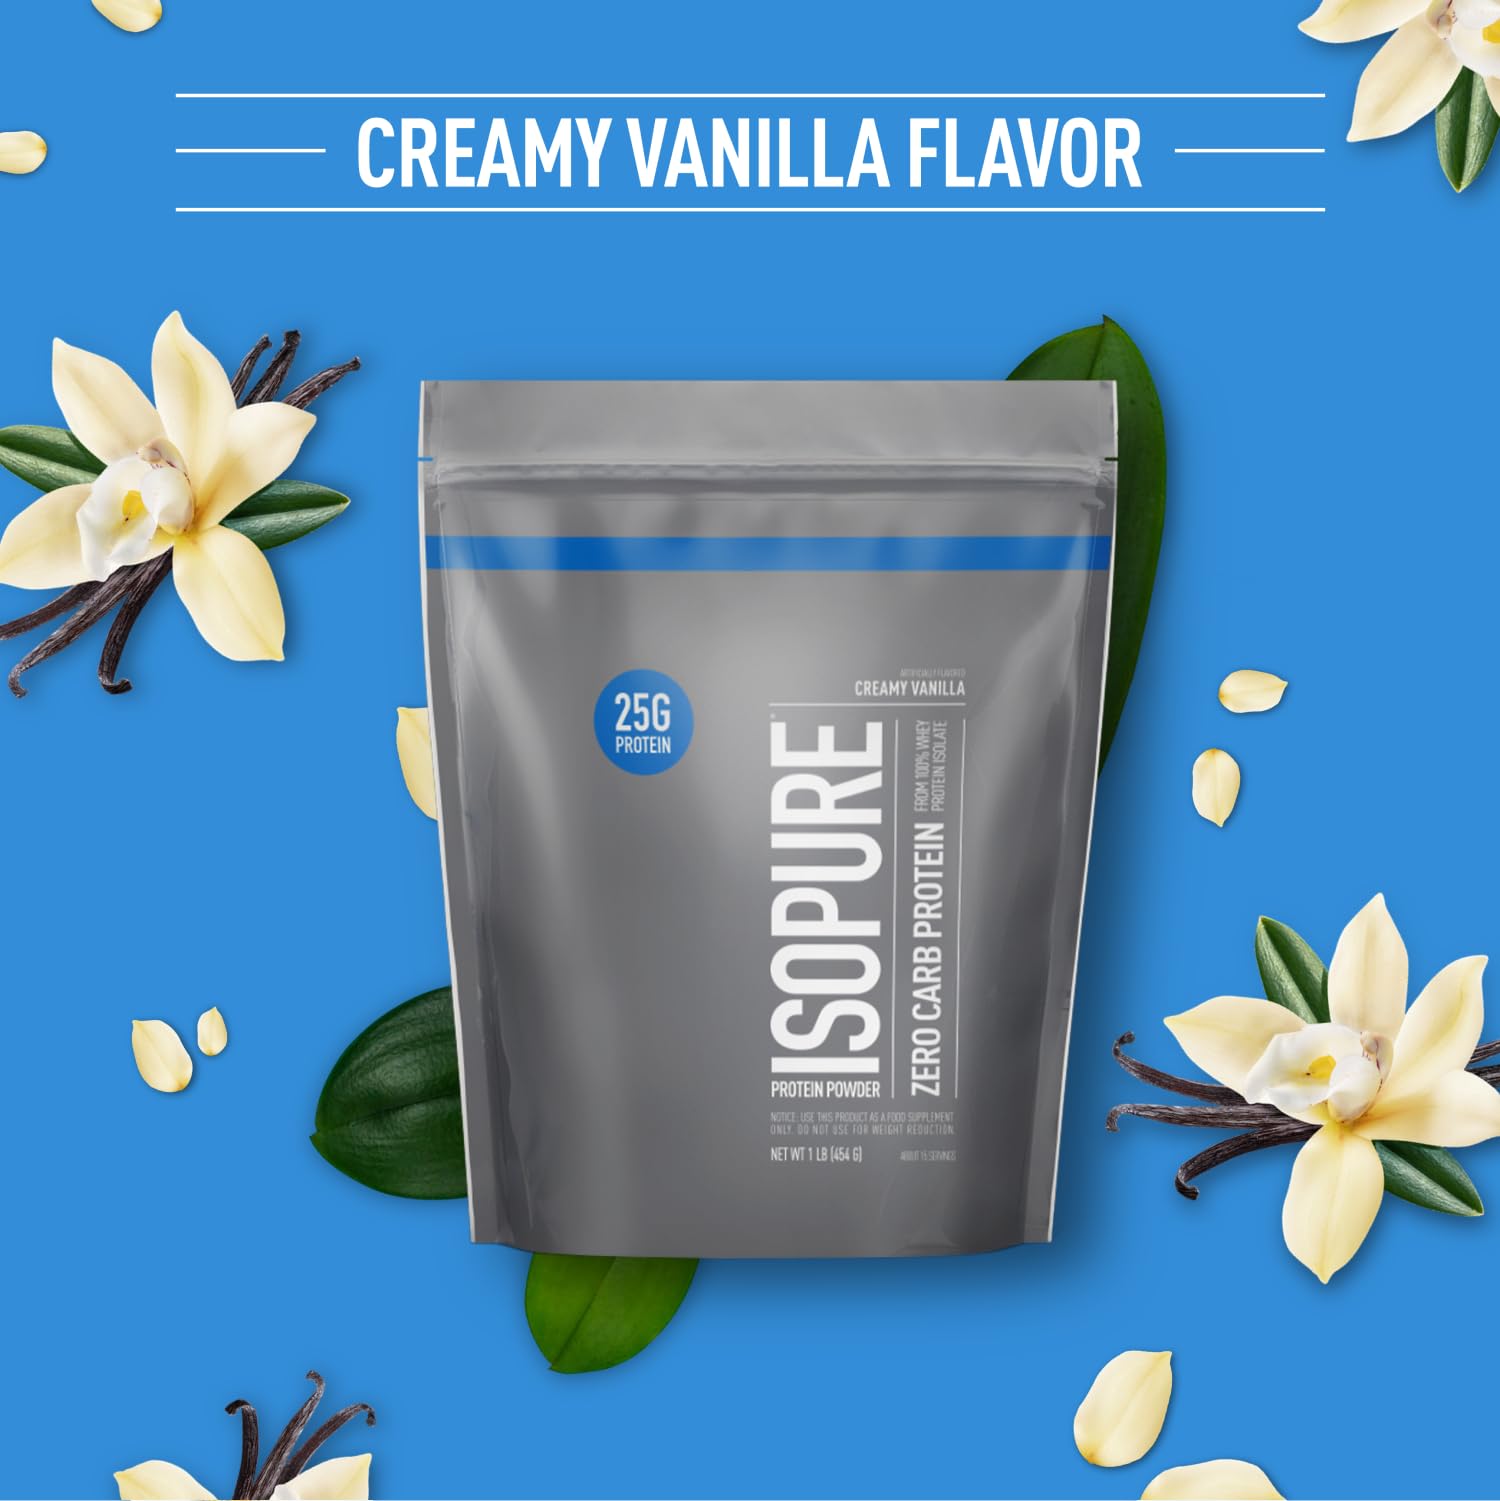 CREAMY VANILLA FLAVOR
25G
PROTEIN
ARTIFICIALLY FLAVORED
CREAMY VANILLA
ISOPURE®
PROTEIN POWDER
ZERO CARB PROTEIN
FROM 100% WHEY
PROTEIN ISOLATE
NOTICE: USE THIS PRODUCT AS A FOOD SUPPLEMENT
ONLY. DO NOT USE FOR WEIGHT REDUCTION.
NET WT 1 LB (454 G)
ABOUT 15 SERVINGS